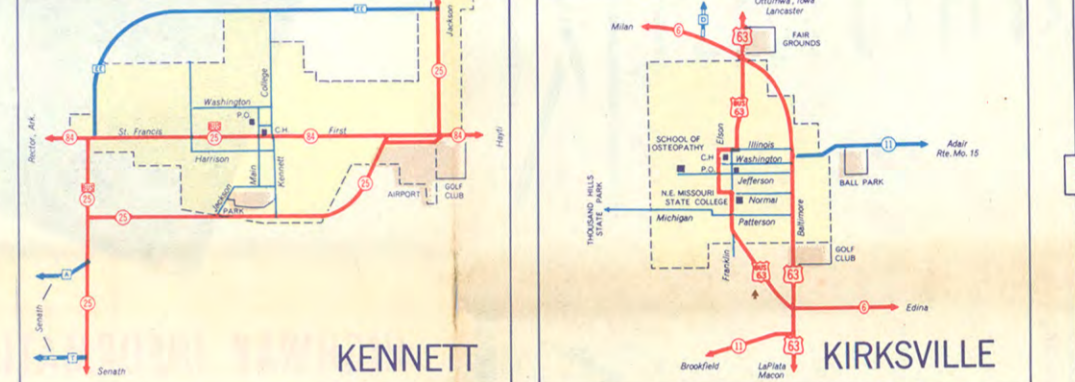 EE
Jackson
25
EE
College
Washington
P.O.
C.H.
Rector, Ark.
84
St. Francis
25
84
First
84
Hayti
Harrison
Main
Kennett
Jackson
PARK
25
AIRPORT
GOLF
CLUB
25
25
A
25
Senath
E
Senath
KENNETT
Ottumwa, Iowa
Lancaster
D
Milan
6
63
FAIR
GROUNDS
BUS
63
Elson
SCHOOL OF
OSTEOPATHY
C.H
P.O.
Illinois
Washington
Jefferson
11
Adair
Rte. Mo. 15
BALL PARK
N.E. MISSOURI
STATE COLLEGE
Normal
THOUSAND HILLS
STATE PARK
Michigan
Patterson
Baltimore
Franklin
GOLF
CLUB
BUS
63
63
6
Edina
11
63
Brookfield
LaPlata
Macon
KIRKSVILLE